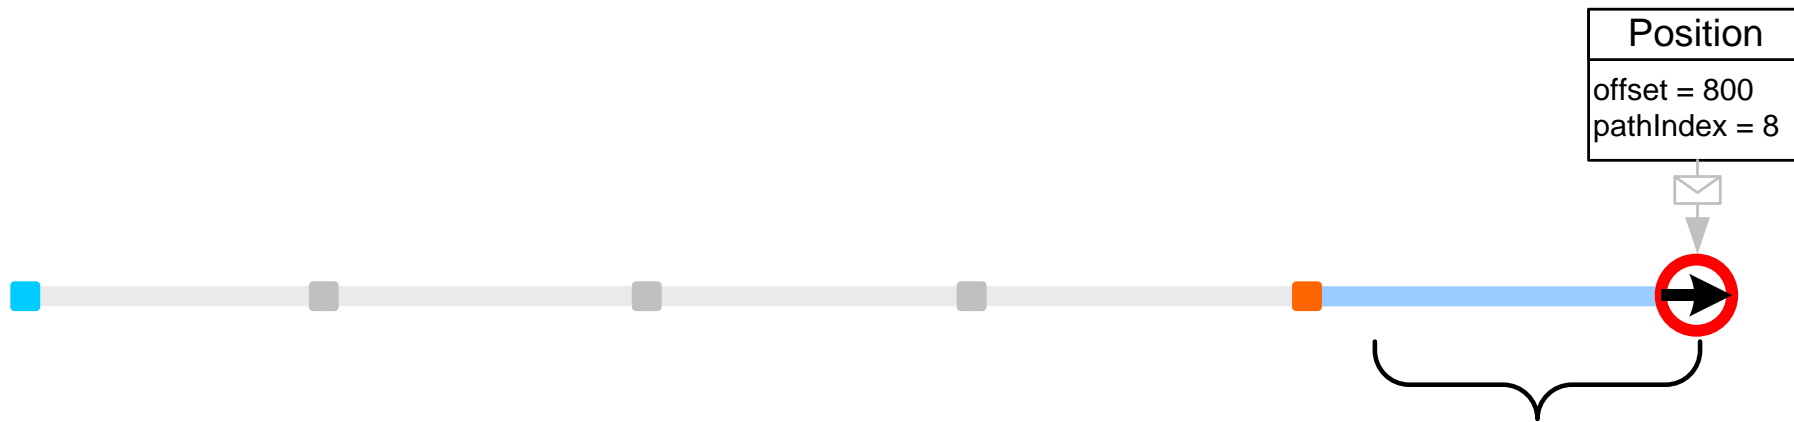 Position
offset = 800
pathIndex = 8